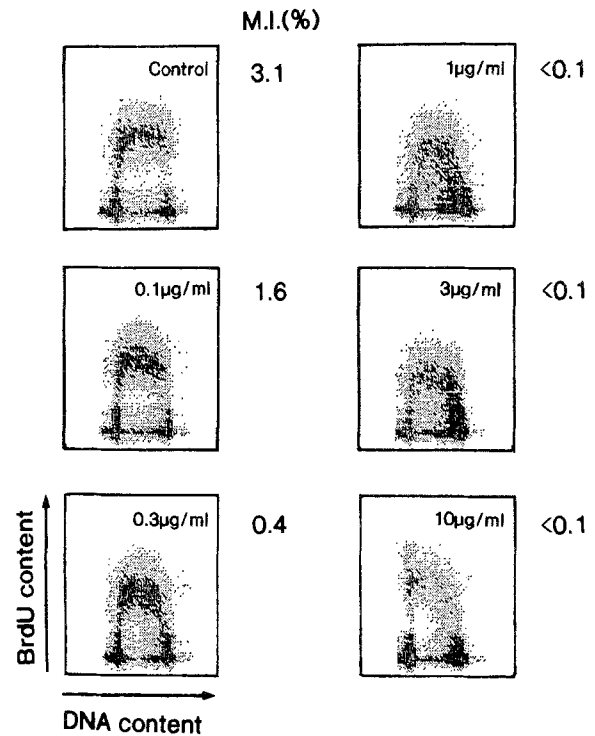 M.I.(%)
Control 3.1
1µg/ml <0.1
0.1µg/ml 1.6
3µg/ml <0.1
0.3µg/ml 0.4
10µg/ml <0.1
BrdU content
DNA content